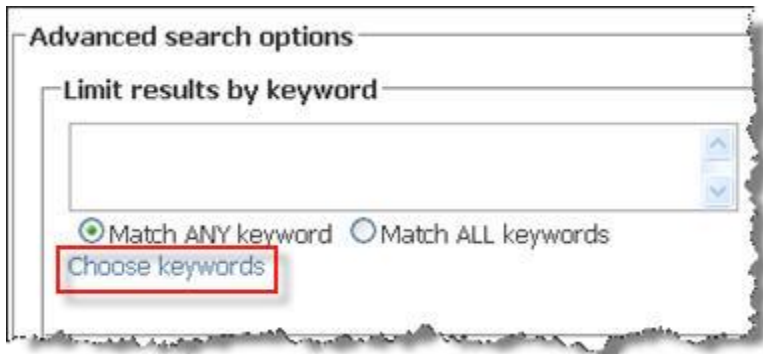 Advanced search options
Limit results by keyword
Match ANY keyword Match ALL keywords
Choose keywords